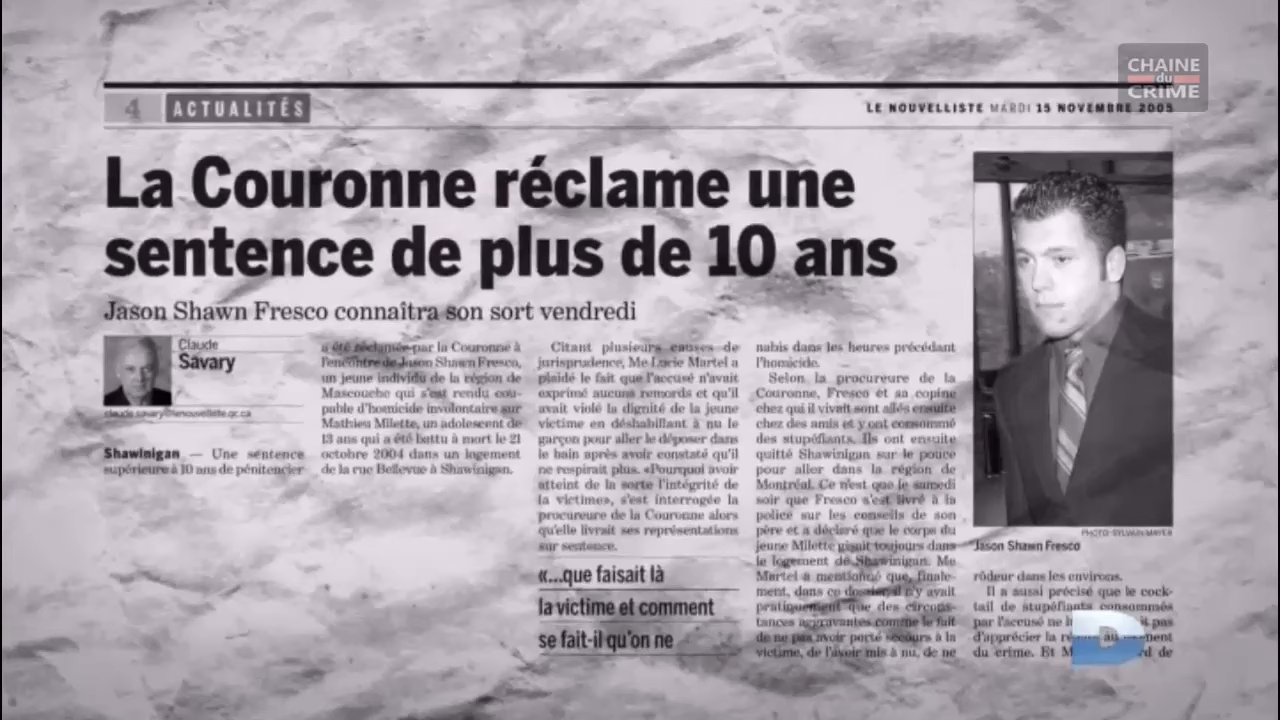 CHAINE
du
CRIME
4 ACTUALITÉS
LE NOUVELLISTE MARDI 15 NOVEMBRE 2005
La Couronne réclame une
sentence de plus de 10 ans
Jason Shawn Fresco connaîtra son sort vendredi
Claude
Savary
claude.savary@lenouvelliste.qc.ca
Shawinigan — Une sentence
supérieure à 10 ans de pénitencier
a été réclamée par la Couronne à
l'encontre de Jason Shawn Fresco,
un jeune individu de la région de
Mascouche qui s'est rendu cou-
pable d'homicide involontaire sur
Mathieu Milette, un adolescent de
13 ans qui a été battu à mort le 21
octobre 2004 dans un logement
de la rue Bellevue à Shawinigan.
Citant plusieurs causes de
jurisprudence, Me Lucie Martel a
plaidé le fait que l'accusé n'avait
exprimé aucuns remords et qu'il
avait violé la dignité de la jeune
victime en déshabillant à nu le
garçon pour aller le déposer dans
le bain après avoir constaté qu'il
ne respirait plus. «Pourquoi avoir
atteint de la sorte l'intégrité de
la victime», s'est interrogée la
procureure de la Couronne alors
qu'elle livrait ses représentations
sur sentence.
«...que faisait là
la victime et comment
se fait-il qu'on ne
nabis dans les heures précédant
l'homicide.
Selon la procureure de la
Couronne, Fresco et sa copine
chez qui il vivait sont allés ensuite
chez des amis et y ont consommé
des stupéfiants. Ils ont ensuite
quitté Shawinigan sur le pouce
pour aller dans la région de
Montréal. Ce n'est que le samedi
soir que Fresco s'est livré à la
police sur les conseils de son
père et a déclaré que le corps du
jeune Milette gisait toujours dans
le logement de Shawinigan. Me
Martel a mentionné que, finale-
ment, dans ce dossier, il n'y avait
pratiquement que des circons-
tances aggravantes comme le fait
de ne pas avoir porté secours à la
victime, de l'avoir mis à nu, de ne
PHOTO: SYLVAIN MAYER
Jason Shawn Fresco
rôdeur dans les environs.
Il a aussi précisé que le cock-
tail de stupéfiants consommés
par l'accusé ne it pas
d'apprécier la au
du crime. Et de
D